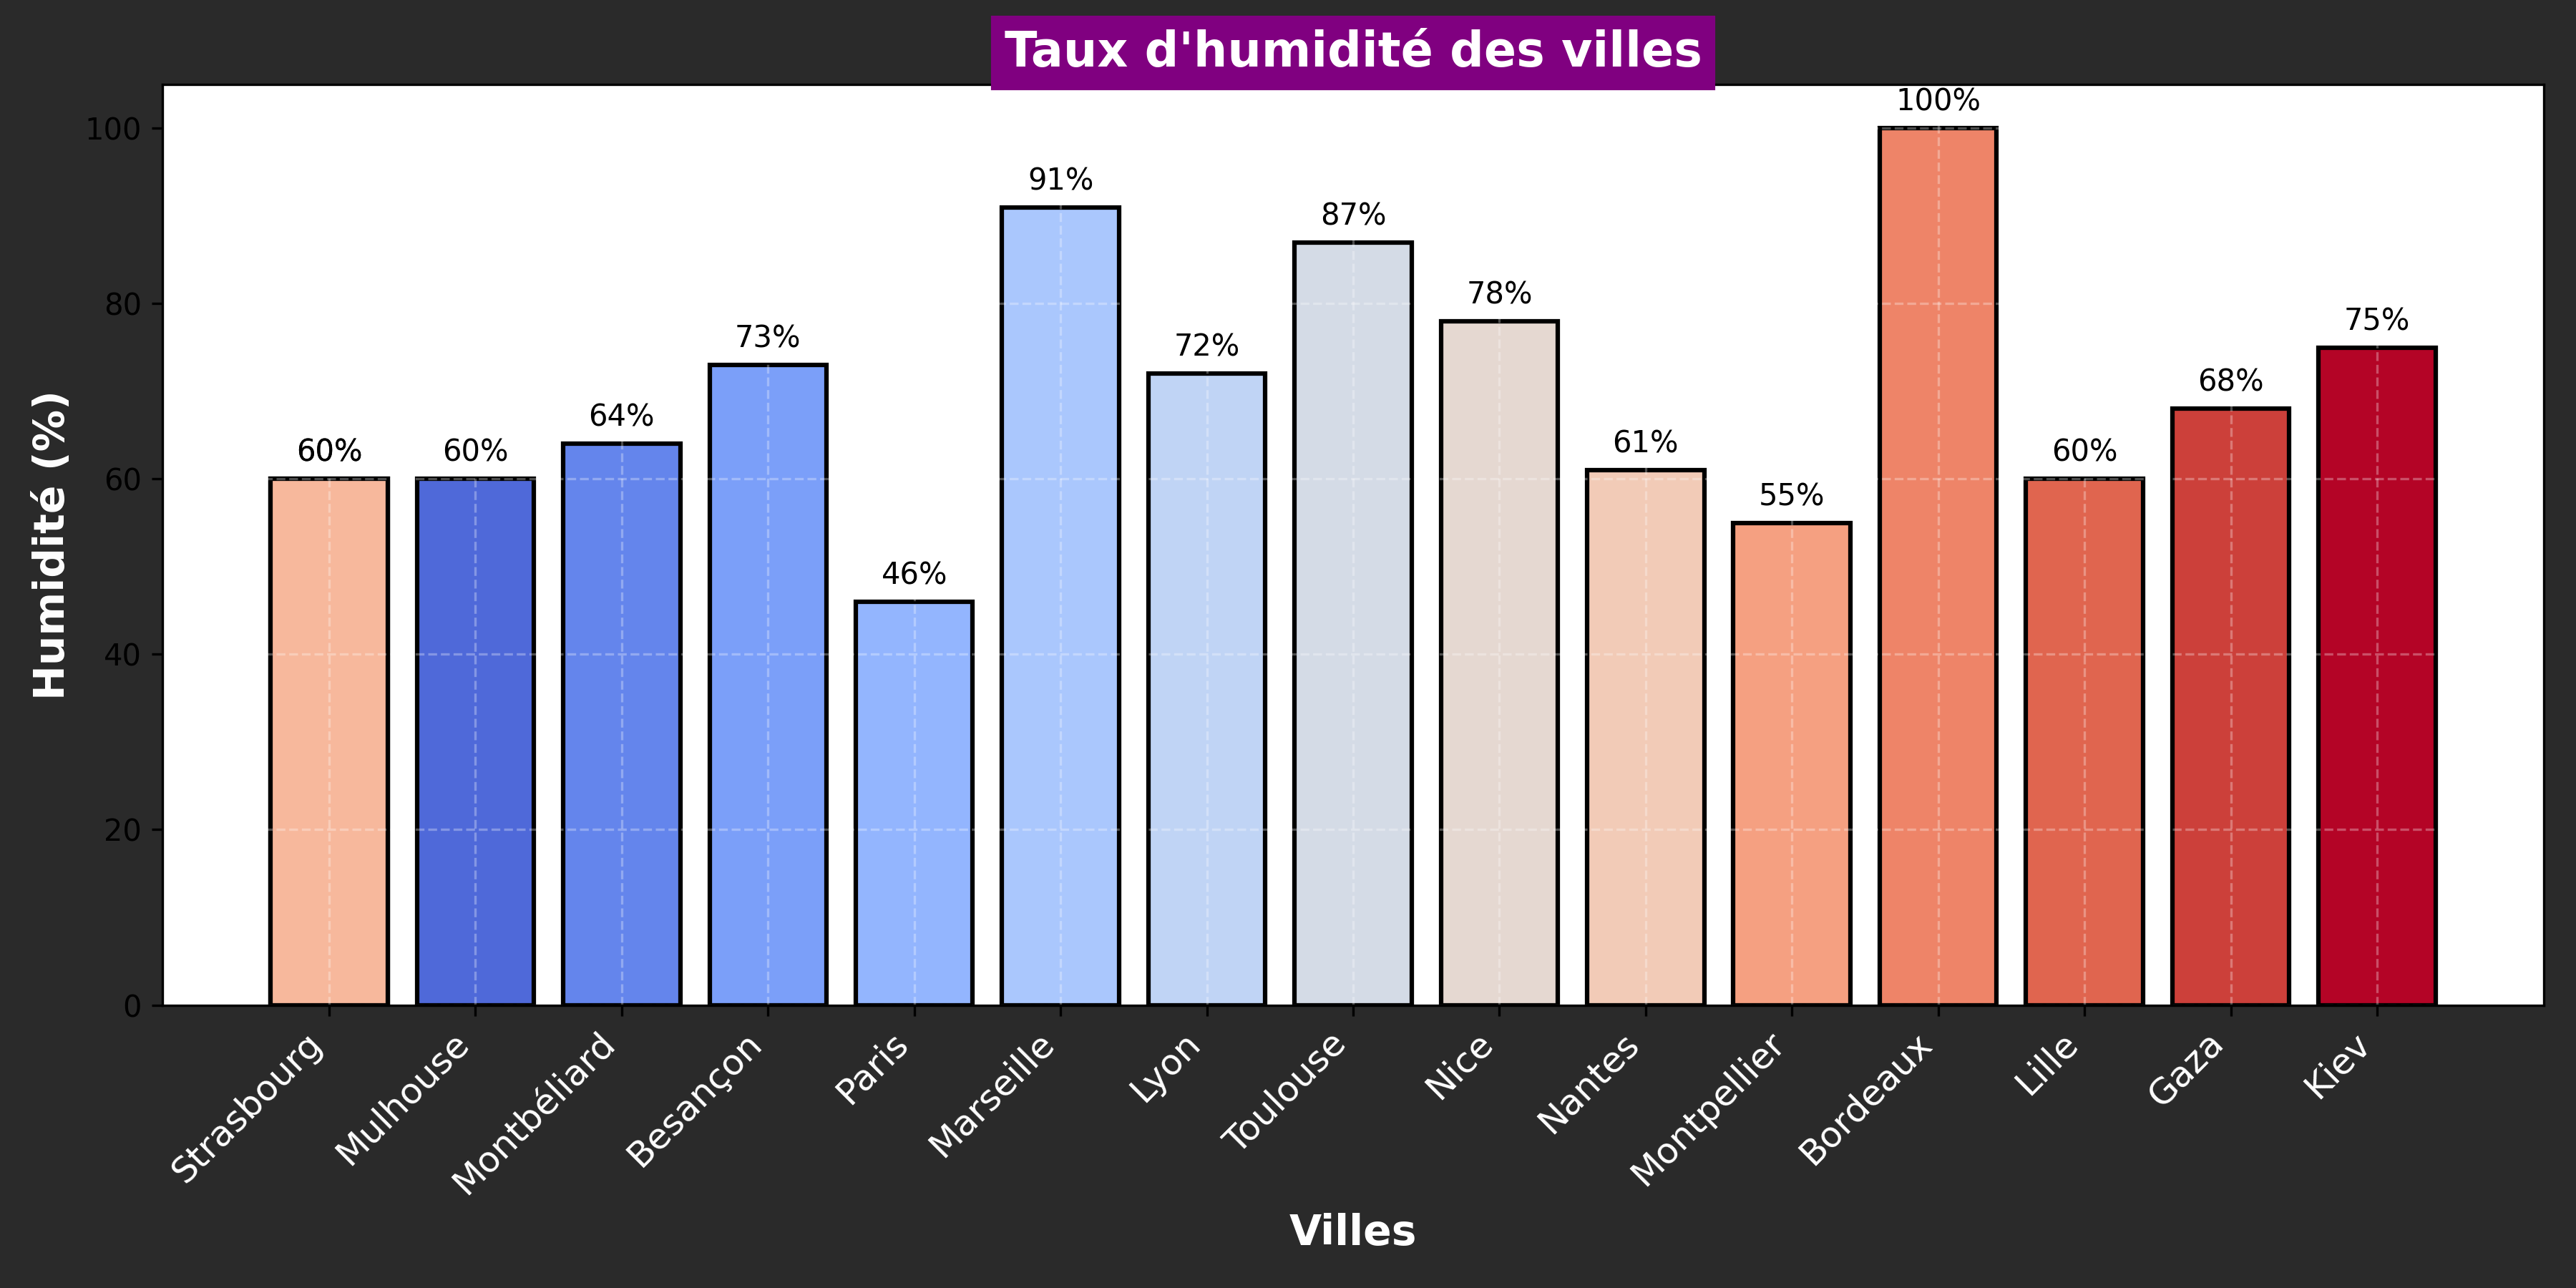 Taux d'humidité des villes
Humidité (%)
100
80
60
40
20
0
60%
60%
64%
73%
46%
91%
72%
87%
78%
61%
55%
100%
60%
68%
75%
Strasbourg
Mulhouse
Montbéliard
Besançon
Paris
Marseille
Lyon
Toulouse
Nice
Nantes
Montpellier
Bordeaux
Lille
Gaza
Kiev
Villes